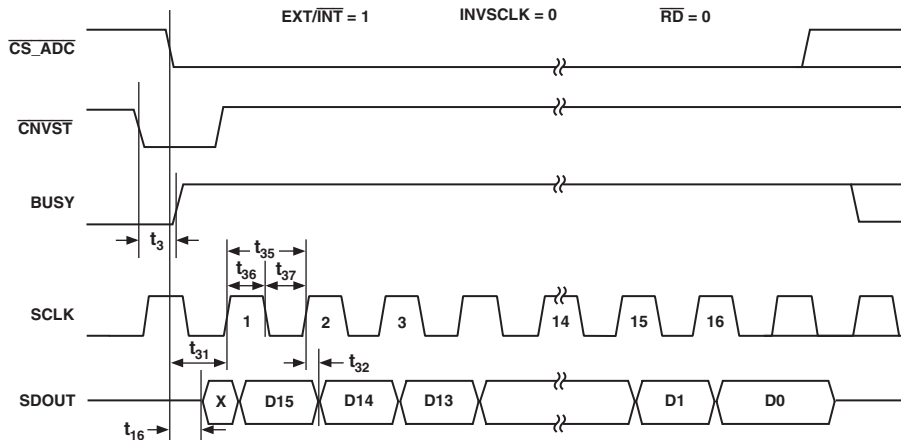 EXT/INT = 1 INVSCLK = 0 RD = 0
CS_ADC
CNVST
BUSY
t3
t35
t36 t37
SCLK
1 2 3 14 15 16
t31
t32
SDOUT
X D15 D14 D13 D1 D0
t16